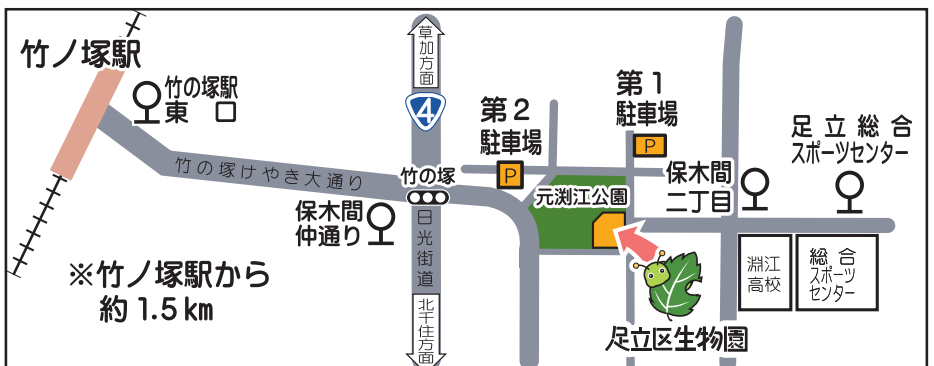 竹ノ塚駅
竹の塚駅
東 口
草加方面
4
第2
駐車場
P
第1
駐車場
P
足立総合
スポーツセンター
竹の塚けやき大通り
竹の塚
元渕江公園
保木間
二丁目
保木間
仲通り
日光街道
※竹ノ塚駅から
約1.5km
北千住方面
淵江
高校
総合
スポーツ
センター
足立区生物園